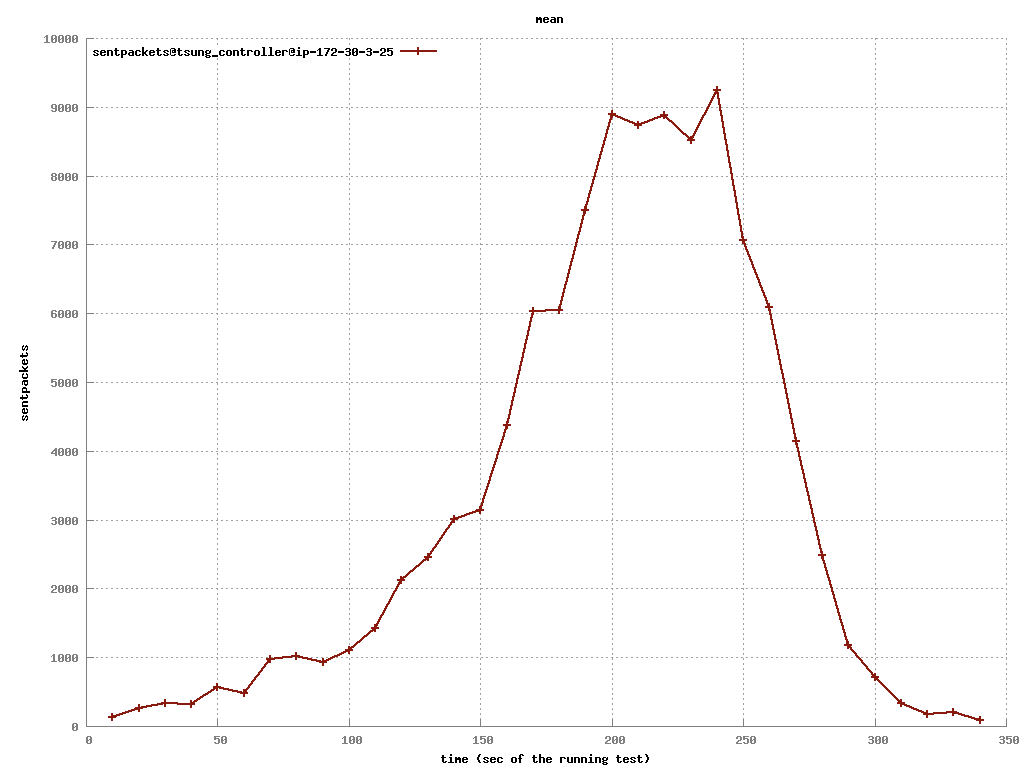 mean
10000
sentpackets@tsung_controller@ip-172-30-3-25
9000
8000
7000
6000
5000
4000
3000
2000
1000
0
sentpackets
0 50 100 150 200 250 300 350
time (sec of the running test)